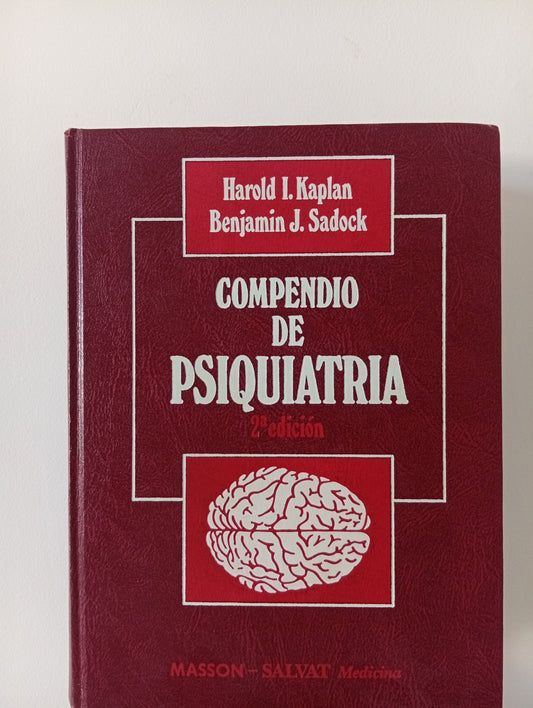 Harold I. Kaplan
Benjamin J. Sadock
COMPENDIO
DE
PSIQUIATRIA
2ª edición
MASSON - SALVAT Medicina